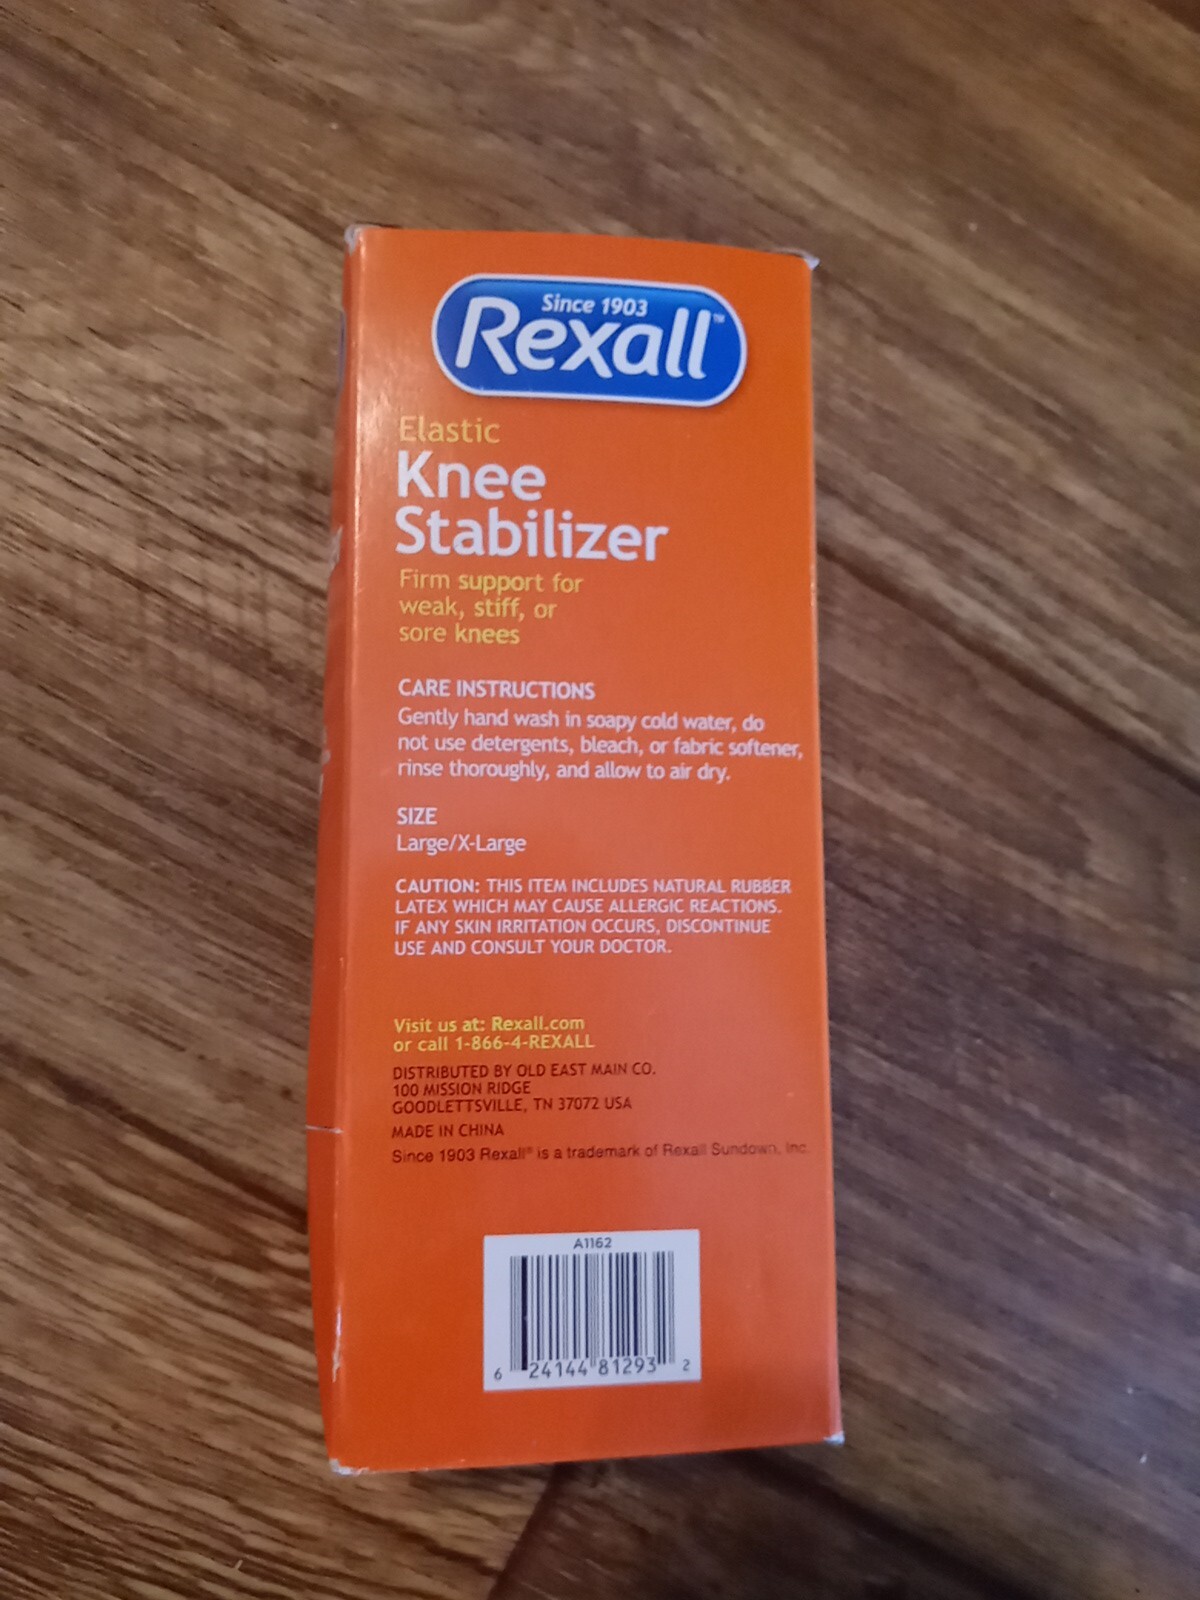 Since 1903
Rexall™
Elastic
Knee
Stabilizer
Firm support for
weak, stiff, or
sore knees
CARE INSTRUCTIONS
Gently hand wash in soapy cold water, do
not use detergents, bleach, or fabric softener,
rinse thoroughly, and allow to air dry.
SIZE
Large/X-Large
CAUTION: THIS ITEM INCLUDES NATURAL RUBBER
LATEX WHICH MAY CAUSE ALLERGIC REACTIONS.
IF ANY SKIN IRRITATION OCCURS, DISCONTINUE
USE AND CONSULT YOUR DOCTOR.
Visit us at: Rexall.com
or call 1-866-4-REXALL
DISTRIBUTED BY OLD EAST MAIN CO.
100 MISSION RIDGE
GOODLETTSVILLE, TN 37072 USA
MADE IN CHINA
Since 1903 Rexall® is a trademark of Rexall Sundown, Inc.
A1162
6 24144 81293 2